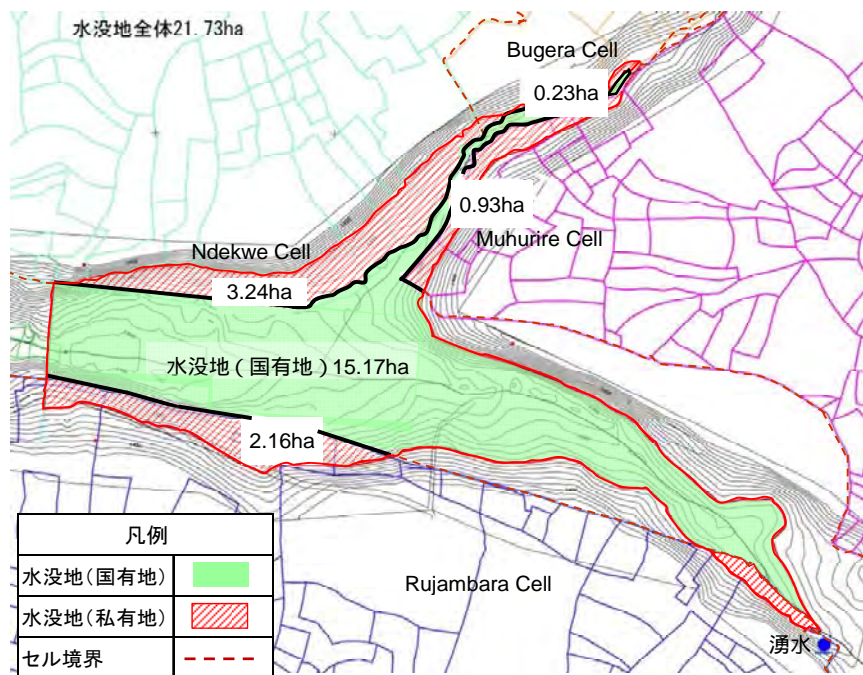 水没地全体21.73ha
Bugera Cell
0.23ha
0.93ha
Ndekwe Cell
Muhurire Cell
3.24ha
水没地（国有地）15.17ha
2.16ha
Rujambara Cell
湧水
凡例
水没地(国有地)
水没地(私有地)
セル境界